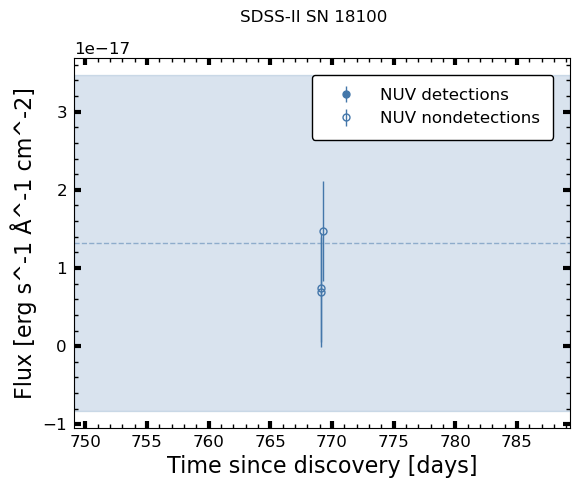 SDSS-II SN 18100
1e−17
NUV detections
NUV nondetections
3
2
1
0
−1
Flux [erg s^-1 Å^-1 cm^-2]
750 755 760 765 770 775 780 785
Time since discovery [days]